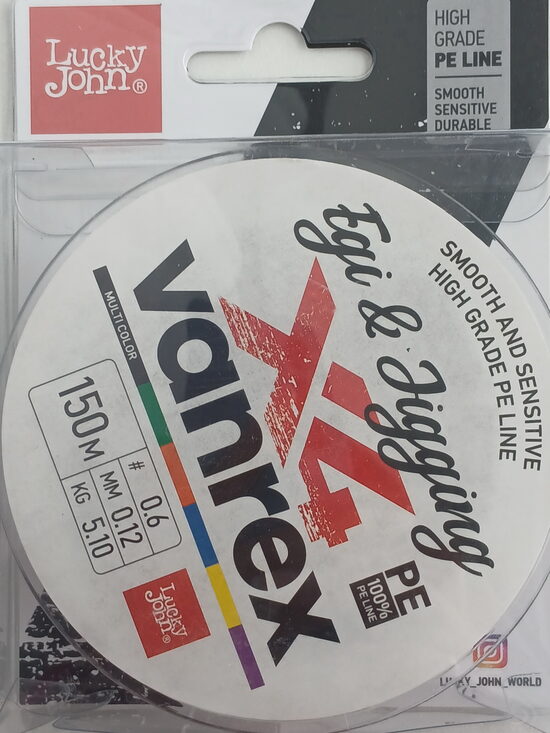 Lucky
John®
HIGH
GRADE
PE LINE
SMOOTH
SENSITIVE
DURABLE
SMOOTH AND SENSITIVE
HIGH GRADE PE LINE
Egi & Jigging
X4
vanrex
MULTI COLOR
150M
# 0.6
MM 0.12
KG 5.10
PE
100%
PE LINE
Lucky
John®
LUCKY_JOHN_WORLD